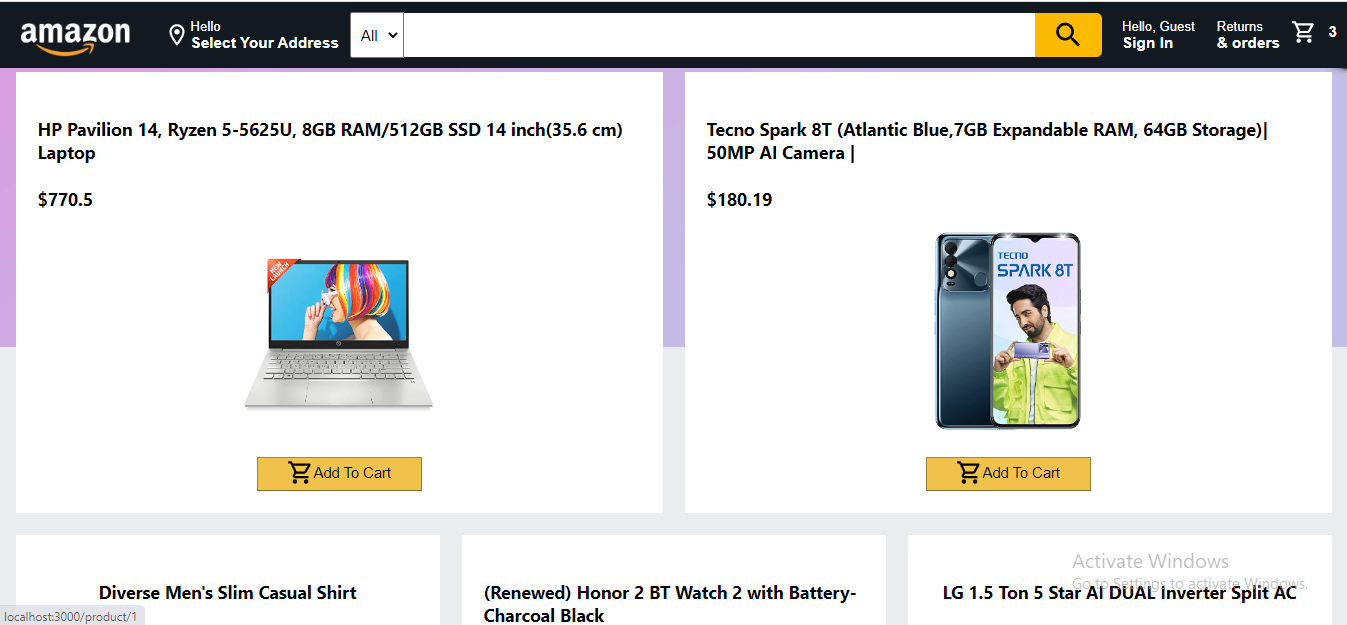 amazon
Hello
Select Your Address
All
Hello, Guest
Sign In
Returns
& orders
3
HP Pavilion 14, Ryzen 5-5625U, 8GB RAM/512GB SSD 14 inch(35.6 cm)
Laptop
$770.5
NEW LAUNCH
Add To Cart
Tecno Spark 8T (Atlantic Blue,7GB Expandable RAM, 64GB Storage)|
50MP AI Camera |
$180.19
TECNO
SPARK 8T
Add To Cart
Diverse Men's Slim Casual Shirt
(Renewed) Honor 2 BT Watch 2 with Battery-
Charcoal Black
LG 1.5 Ton 5 Star AI DUAL Inverter Split AC
Activate Windows
Go to Settings to activate Windows.
localhost:3000/product/1